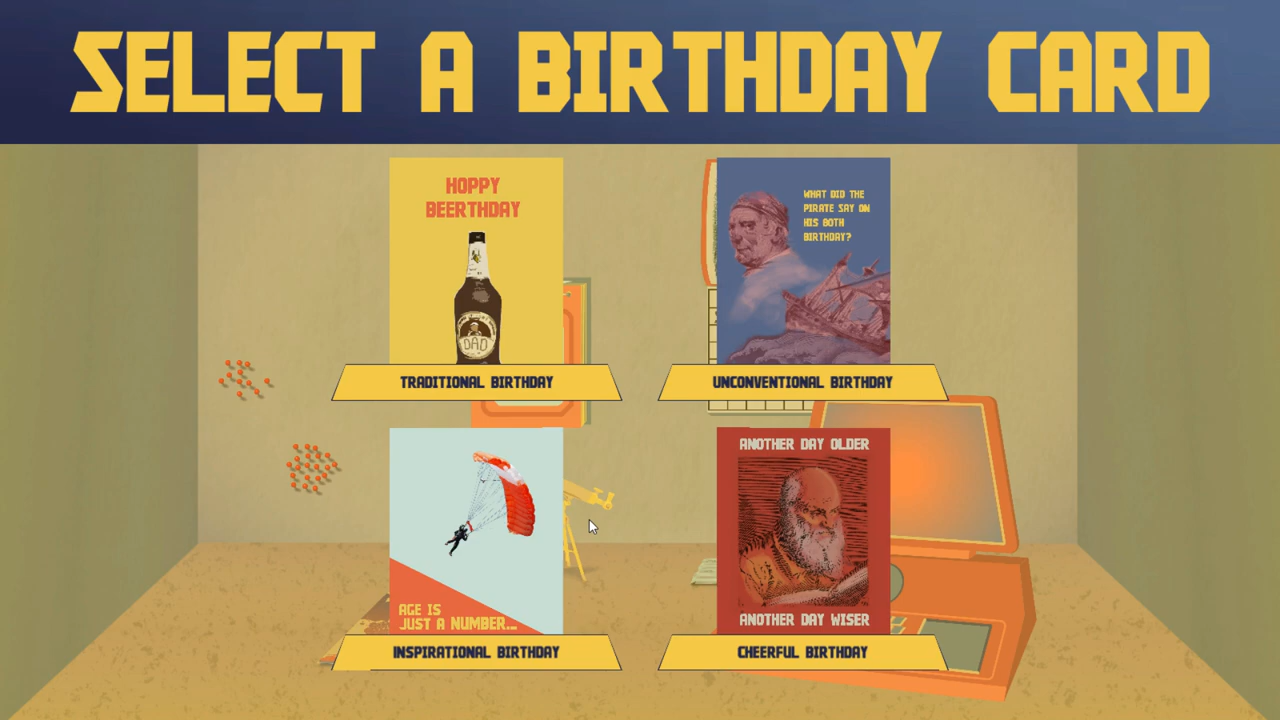 SELECT A BIRTHDAY CARD
HOPPY
BEERTHDAY
DAD
TRADITIONAL BIRTHDAY
WHAT DID THE
PIRATE SAY ON
HIS 80TH
BIRTHDAY?
UNCONVENTIONAL BIRTHDAY
AGE IS
JUST A NUMBER...
INSPIRATIONAL BIRTHDAY
ANOTHER DAY OLDER
ANOTHER DAY WISER
CHEERFUL BIRTHDAY